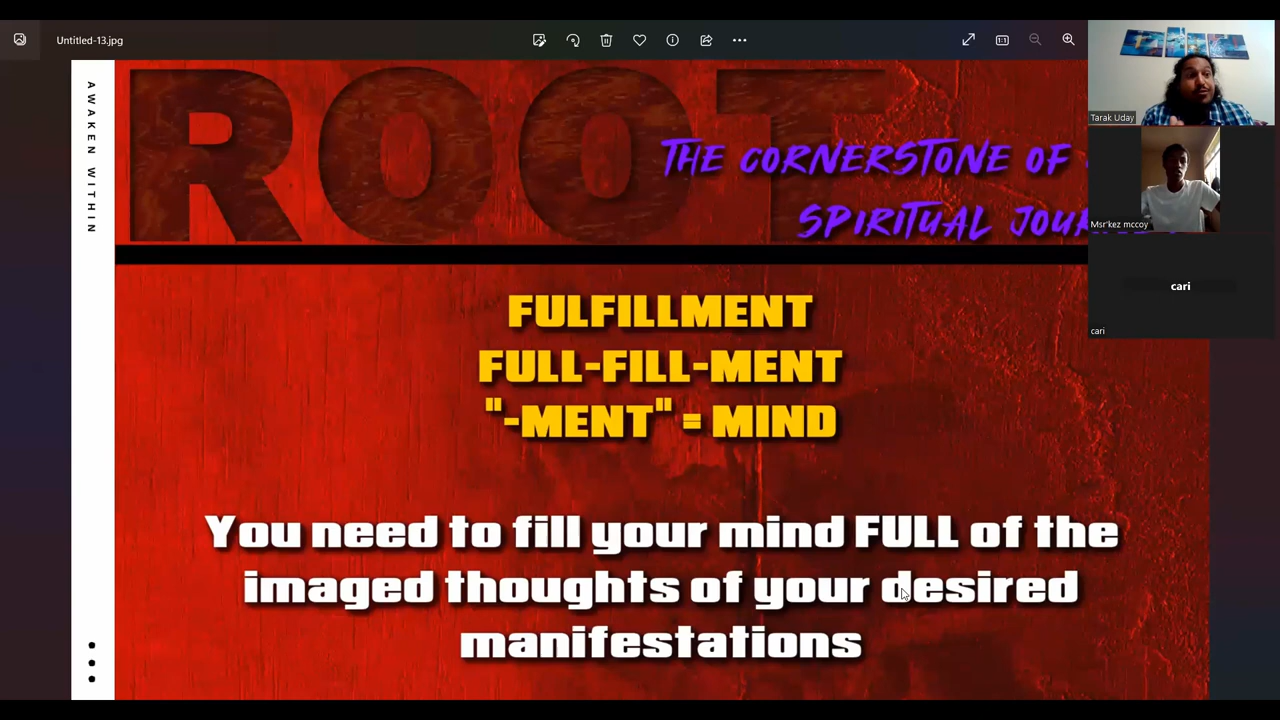 Untitled-13.jpg
AWAKEN WITHIN
ROOT
THE CORNERSTONE OF
SPIRITUAL
FULFILLMENT
FULL-FILL-MENT
"-MENT" = MIND
You need to fill your mind FULL of the
imaged thoughts of your desired
manifestations
Tarak Uday
Msr'kez mccoy
cari
cari